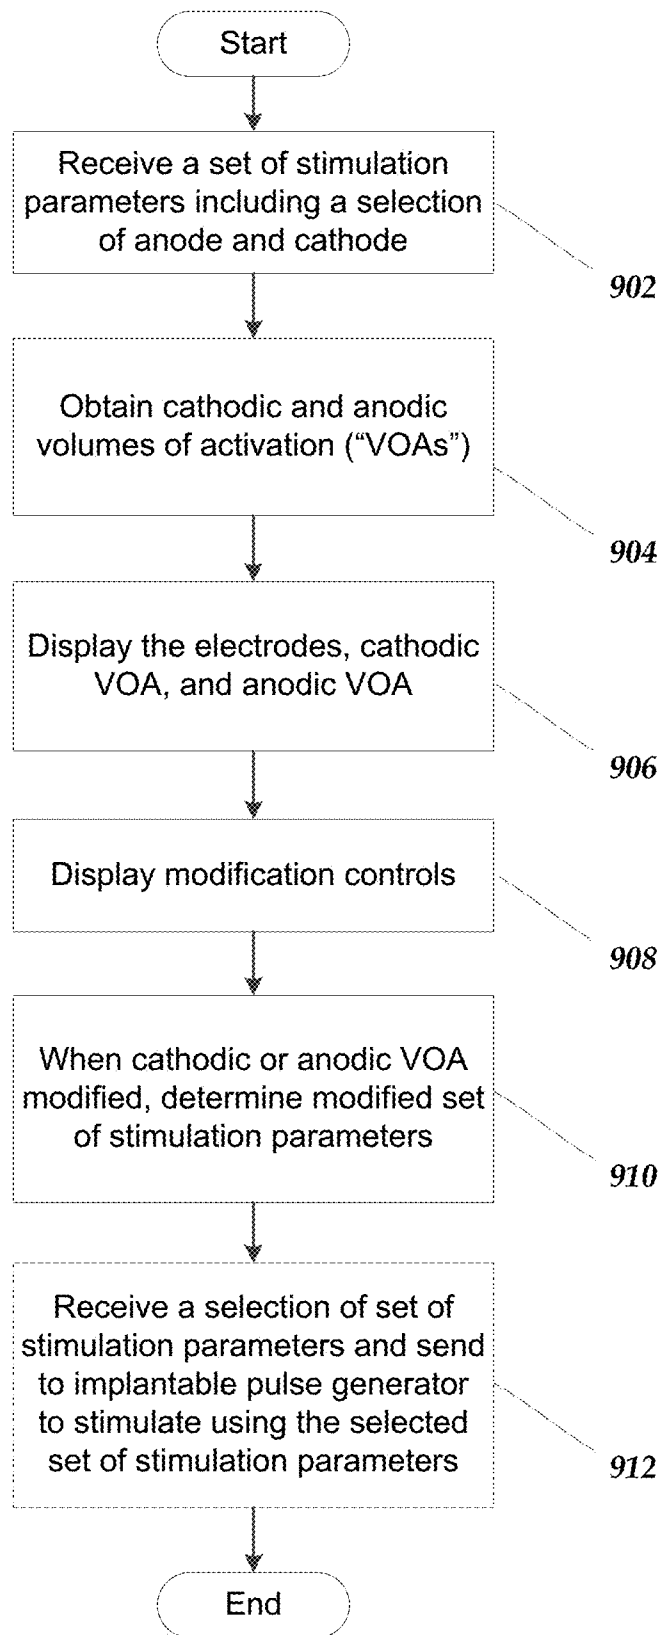 Start
Receive a set of stimulation
parameters including a selection
of anode and cathode
902
Obtain cathodic and anodic
volumes of activation (“VOAs”)
904
Display the electrodes, cathodic
VOA, and anodic VOA
906
Display modification controls
908
When cathodic or anodic VOA
modified, determine modified set
of stimulation parameters
910
Receive a selection of set of
stimulation parameters and send
to implantable pulse generator
to stimulate using the selected
set of stimulation parameters
912
End